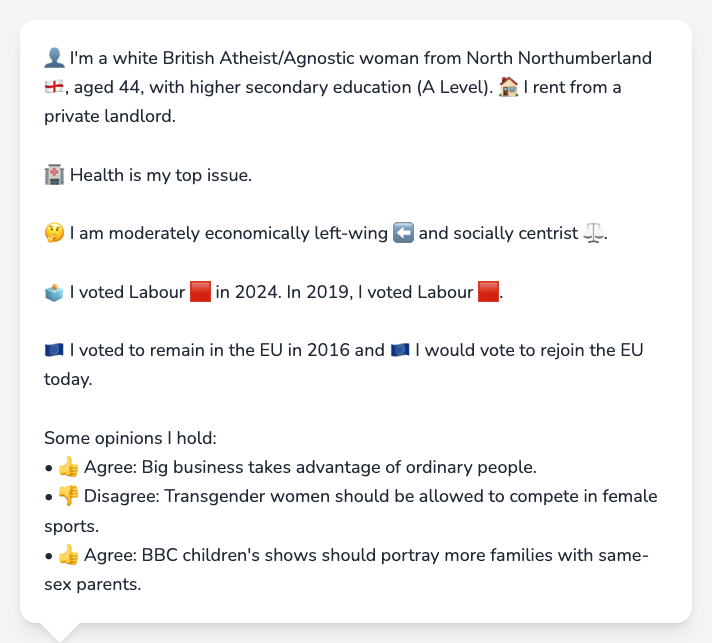 👤 I'm a white British Atheist/Agnostic woman from North Northumberland
🏴󠁧󠁢󠁥󠁮󠁧󠁿, aged 44, with higher secondary education (A Level). 🏠 I rent from a
private landlord.
🏥 Health is my top issue.
🤔 I am moderately economically left-wing ⬅️ and socially centrist ⚖️.
🗳️ I voted Labour 🟥 in 2024. In 2019, I voted Labour 🟥.
🇪🇺 I voted to remain in the EU in 2016 and 🇪🇺 I would vote to rejoin the EU
today.
Some opinions I hold:
• 👍 Agree: Big business takes advantage of ordinary people.
• 👎 Disagree: Transgender women should be allowed to compete in female
sports.
• 👍 Agree: BBC children's shows should portray more families with same-
sex parents.